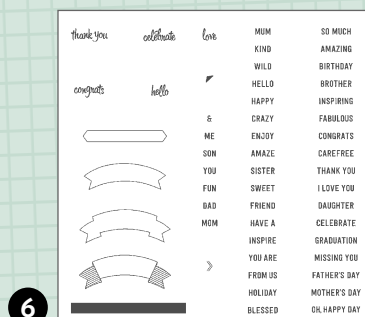 thank you
celebrate
love
congrats
hello
&
ME
SON
YOU
FUN
DAD
MOM
MUM
KIND
WILD
HELLO
HAPPY
CRAZY
ENJOY
AMAZE
SISTER
SWEET
FRIEND
HAVE A
INSPIRE
YOU ARE
FROM US
HOLIDAY
BLESSED
SO MUCH
AMAZING
BIRTHDAY
BROTHER
INSPIRING
FABULOUS
CONGRATS
CAREFREE
THANK YOU
I LOVE YOU
DAUGHTER
CELEBRATE
GRADUATION
MISSING YOU
FATHER'S DAY
MOTHER'S DAY
OH, HAPPY DAY
6